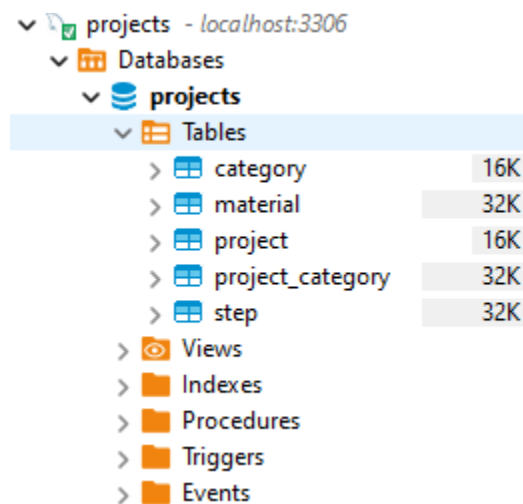 projects - localhost:3306
Databases
projects
Tables
category 16K
material 32K
project 16K
project_category 32K
step 32K
Views
Indexes
Procedures
Triggers
Events